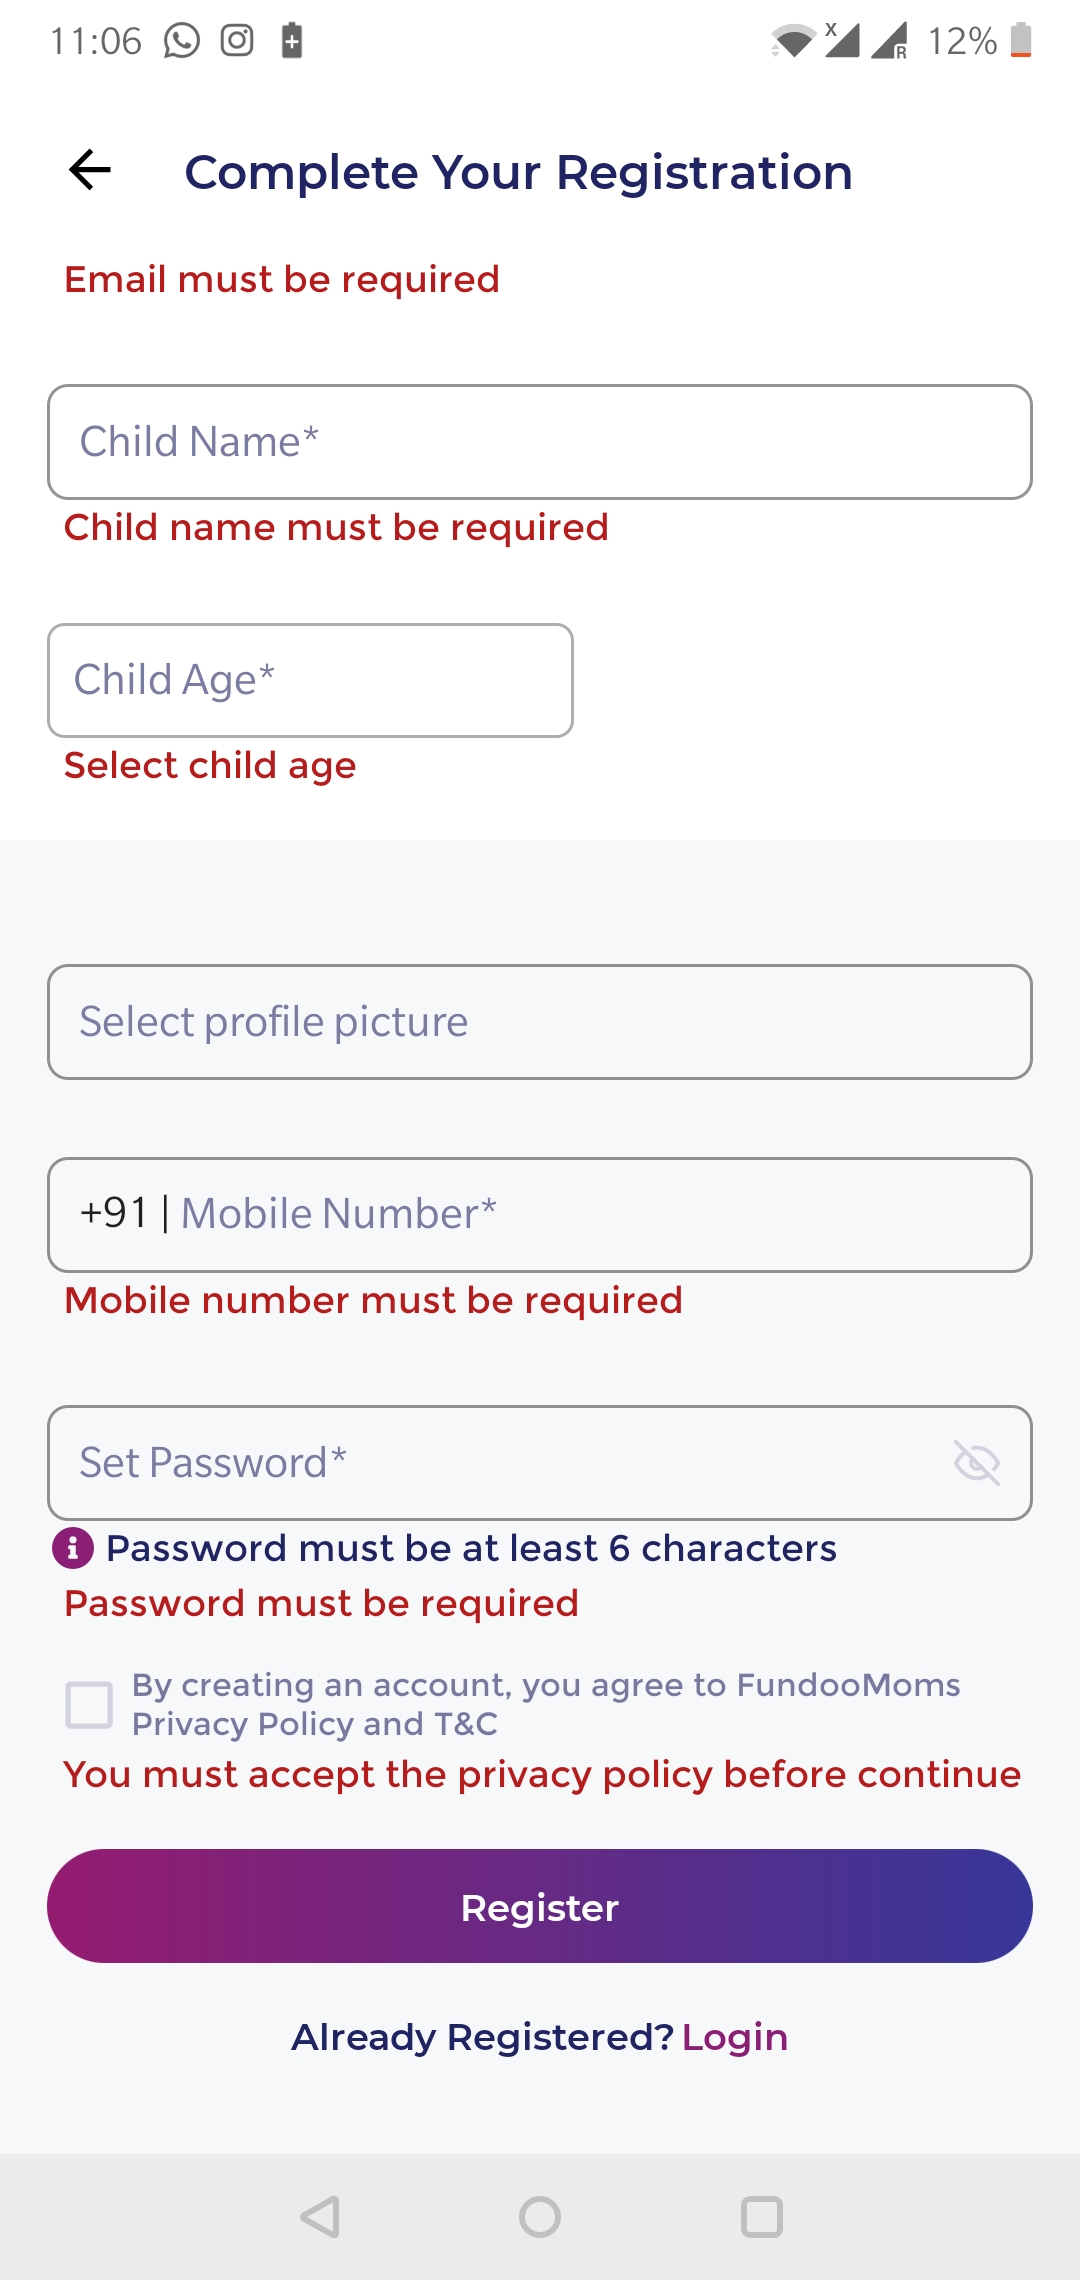 11:06
12%
Complete Your Registration
Email must be required
Child Name*
Child name must be required
Child Age*
Select child age
Select profile picture
+91 | Mobile Number*
Mobile number must be required
Set Password*
Password must be at least 6 characters
Password must be required
By creating an account, you agree to FundooMoms
Privacy Policy and T&C
You must accept the privacy policy before continue
Register
Already Registered? Login